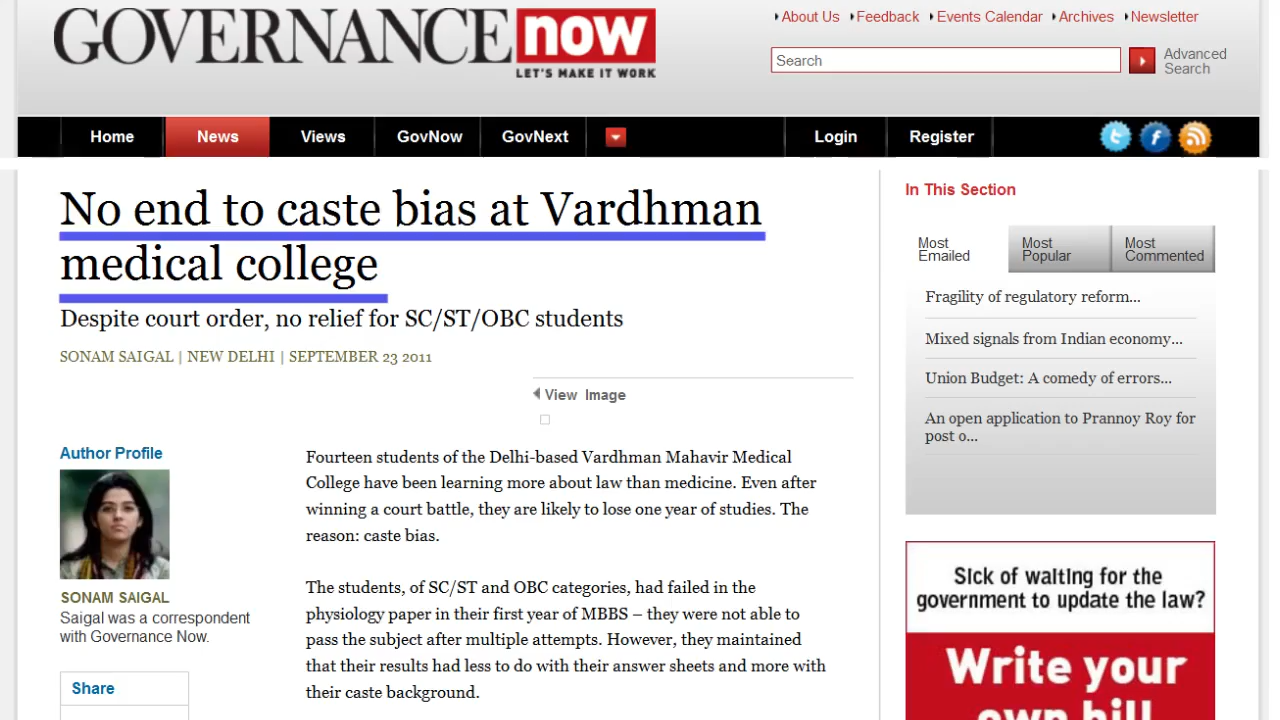 GOVERNANCE now
LET'S MAKE IT WORK
About Us Feedback Events Calendar Archives Newsletter
Search
Advanced
Search
Home News Views GovNow GovNext Login Register
No end to caste bias at Vardhman
medical college
Despite court order, no relief for SC/ST/OBC students
SONAM SAIGAL | NEW DELHI | SEPTEMBER 23 2011
View Image
Author Profile
SONAM SAIGAL
Saigal was a correspondent
with Governance Now.
Share
Fourteen students of the Delhi-based Vardhman Mahavir Medical
College have been learning more about law than medicine. Even after
winning a court battle, they are likely to lose one year of studies. The
reason: caste bias.
The students, of SC/ST and OBC categories, had failed in the
physiology paper in their first year of MBBS – they were not able to
pass the subject after multiple attempts. However, they maintained
that their results had less to do with their answer sheets and more with
their caste background.
In This Section
Most
Emailed
Most
Popular
Most
Commented
Fragility of regulatory reform...
Mixed signals from Indian economy...
Union Budget: A comedy of errors...
An open application to Prannoy Roy for
post o...
Sick of waiting for the
government to update the law?
Write your
own bill